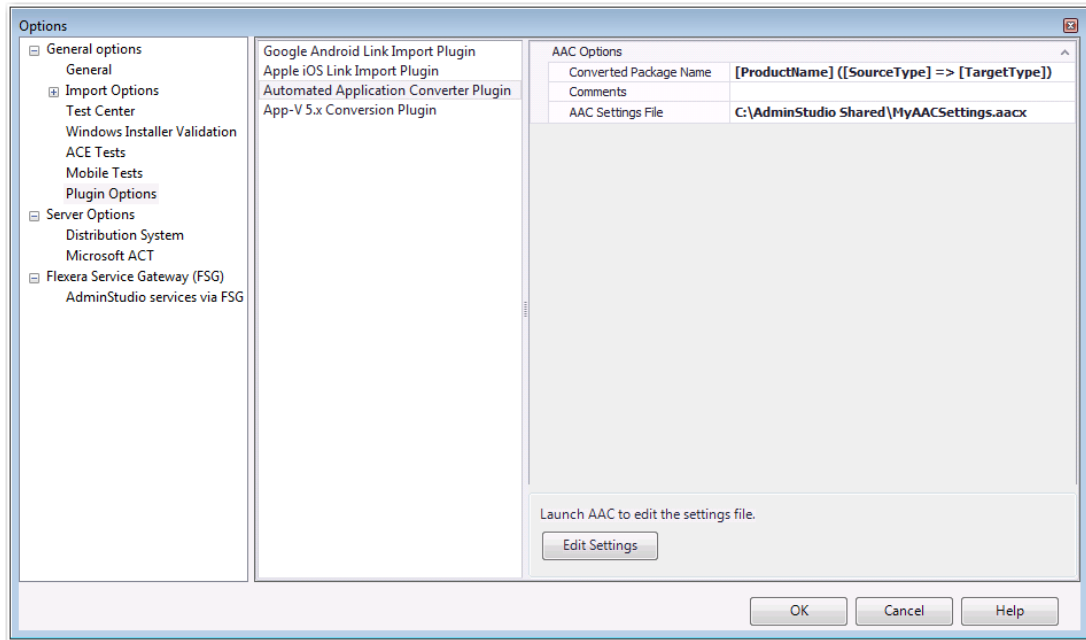 Options
General options
General
Import Options
Test Center
Windows Installer Validation
ACE Tests
Mobile Tests
Plugin Options
Server Options
Distribution System
Microsoft ACT
Flexera Service Gateway (FSG)
AdminStudio services via FSG
Google Android Link Import Plugin
Apple iOS Link Import Plugin
Automated Application Converter Plugin
App-V 5.x Conversion Plugin
AAC Options
Converted Package Name [ProductName] ([SourceType] => [TargetType])
Comments
AAC Settings File C:\AdminStudio Shared\MyAACSettings.aacx
Launch AAC to edit the settings file.
Edit Settings
OK Cancel Help